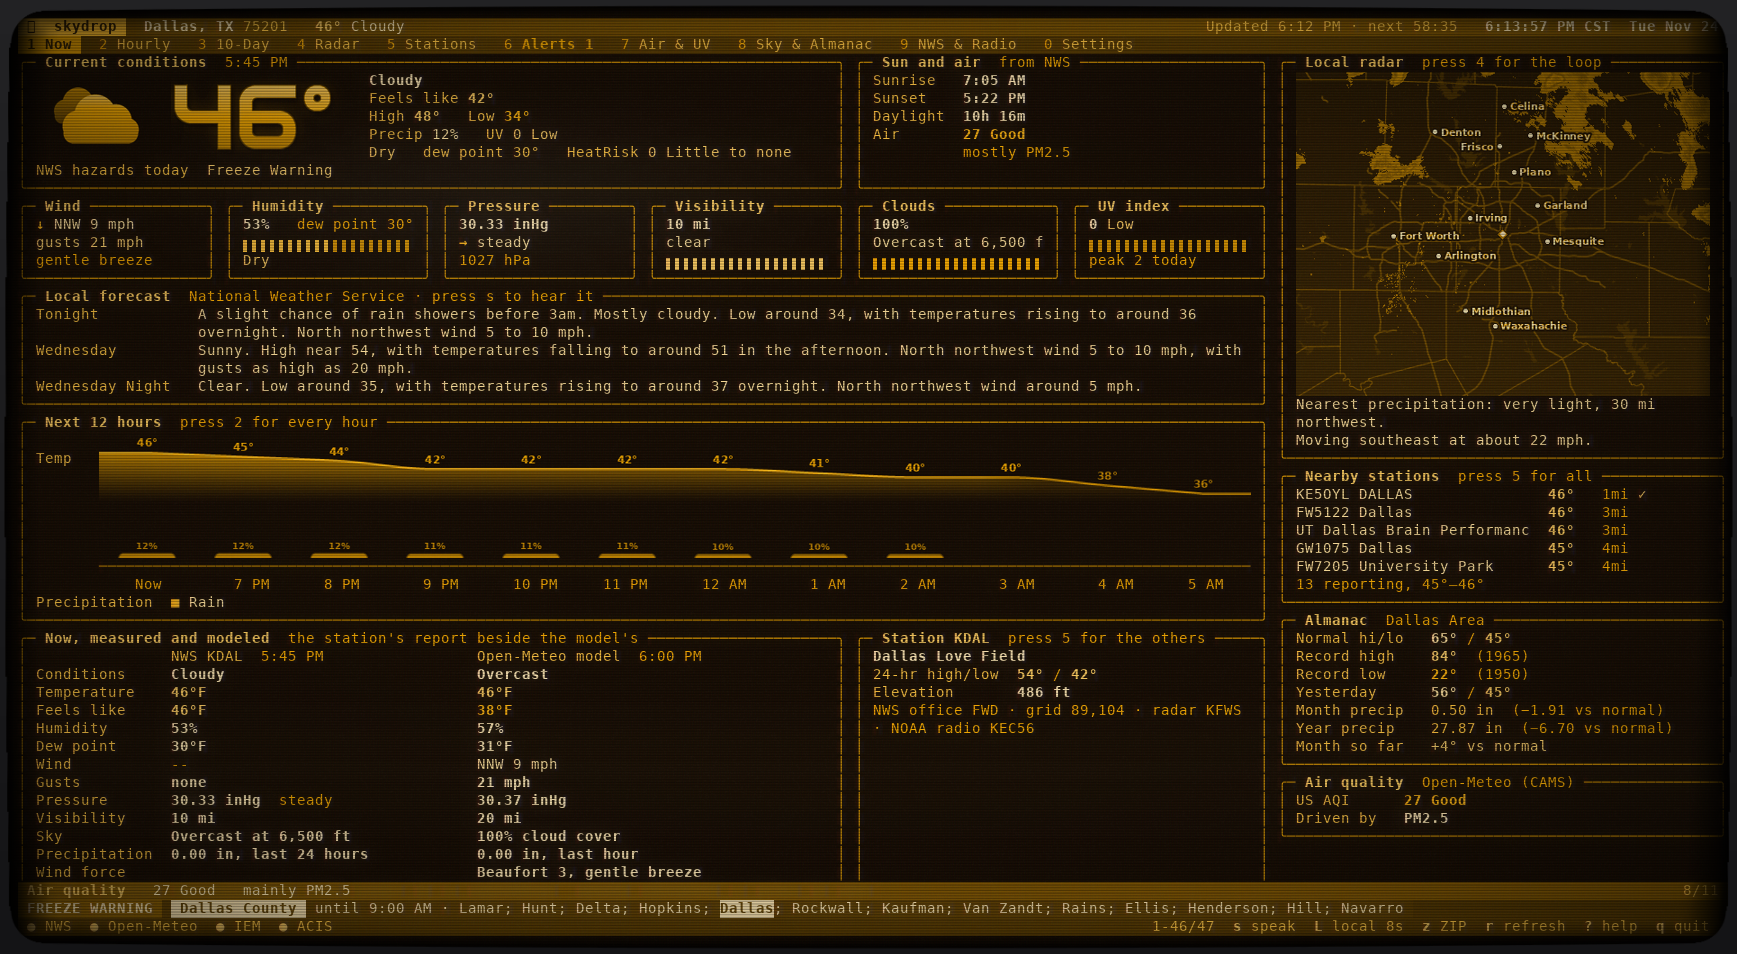 skydrop Dallas, TX 75201 46° Cloudy Updated 6:12 PM · next 58:35 6:13:57 PM CST Tue Nov 24
1 Now 2 Hourly 3 10-Day 4 Radar 5 Stations 6 Alerts 1 7 Air & UV 8 Sky & Almanac 9 NWS & Radio 0 Settings
Current conditions 5:45 PM
46°
Cloudy
Feels like 42°
High 48° Low 34°
Precip 12% UV 0 Low
Dry dew point 30° HeatRisk 0 Little to none
NWS hazards today Freeze Warning
Sun and air from NWS
Sunrise 7:05 AM
Sunset 5:22 PM
Daylight 10h 16m
Air 27 Good
mostly PM2.5
Local radar press 4 for the loop
Celina
Denton
McKinney
Frisco
Plano
Garland
Irving
Fort Worth
Mesquite
Arlington
Midlothian
Waxahachie
Nearest precipitation: very light, 30 mi
northwest.
Moving southeast at about 22 mph.
Wind
↓ NNW 9 mph
gusts 21 mph
gentle breeze
Humidity
53% dew point 30°
Dry
Pressure
30.33 inHg
→ steady
1027 hPa
Visibility
10 mi
clear
Clouds
100%
Overcast at 6,500 f
UV index
0 Low
peak 2 today
Local forecast National Weather Service · press s to hear it
Tonight A slight chance of rain showers before 3am. Mostly cloudy. Low around 34, with temperatures rising to around 36
overnight. North northwest wind 5 to 10 mph.
Wednesday Sunny. High near 54, with temperatures falling to around 51 in the afternoon. North northwest wind 5 to 10 mph, with
gusts as high as 20 mph.
Wednesday Night Clear. Low around 35, with temperatures rising to around 37 overnight. North northwest wind around 5 mph.
Next 12 hours press 2 for every hour
Temp 46° 45° 44° 42° 42° 42° 42° 41° 40° 40° 38° 36°
12% 12% 12% 11% 11% 11% 10% 10% 10%
Now 7 PM 8 PM 9 PM 10 PM 11 PM 12 AM 1 AM 2 AM 3 AM 4 AM 5 AM
Precipitation Rain
Nearby stations press 5 for all
KE5OYL DALLAS 46° 1mi ✓
FW5122 Dallas 46° 3mi
UT Dallas Brain Performanc 46° 3mi
GW1075 Dallas 45° 4mi
FW7205 University Park 45° 4mi
13 reporting, 45°–46°
Now, measured and modeled the station's report beside the model's
NWS KDAL 5:45 PM Open-Meteo model 6:00 PM
Conditions Cloudy Overcast
Temperature 46°F 46°F
Feels like 46°F 38°F
Humidity 53% 57%
Dew point 30°F 31°F
Wind -- NNW 9 mph
Gusts none 21 mph
Pressure 30.33 inHg steady 30.37 inHg
Visibility 10 mi 20 mi
Sky Overcast at 6,500 ft 100% cloud cover
Precipitation 0.00 in, last 24 hours 0.00 in, last hour
Wind force Beaufort 3, gentle breeze
Station KDAL press 5 for the others
Dallas Love Field
24-hr high/low 54° / 42°
Elevation 486 ft
NWS office FWD · grid 89,104 · radar KFWS
· NOAA radio KEC56
Almanac Dallas Area
Normal hi/lo 65° / 45°
Record high 84° (1965)
Record low 22° (1950)
Yesterday 56° / 45°
Month precip 0.50 in (−1.91 vs normal)
Year precip 27.87 in (−6.70 vs normal)
Month so far +4° vs normal
Air quality Open-Meteo (CAMS)
US AQI 27 Good
Driven by PM2.5
Air quality 27 Good mainly PM2.5 8/11
FREEZE WARNING Dallas County until 9:00 AM · Lamar; Hunt; Delta; Hopkins; Dallas; Rockwall; Kaufman; Van Zandt; Rains; Ellis; Henderson; Hill; Navarro
● NWS ● Open-Meteo ● IEM ● ACIS 1-46/47 s speak L local 8s z ZIP r refresh ? help q quit